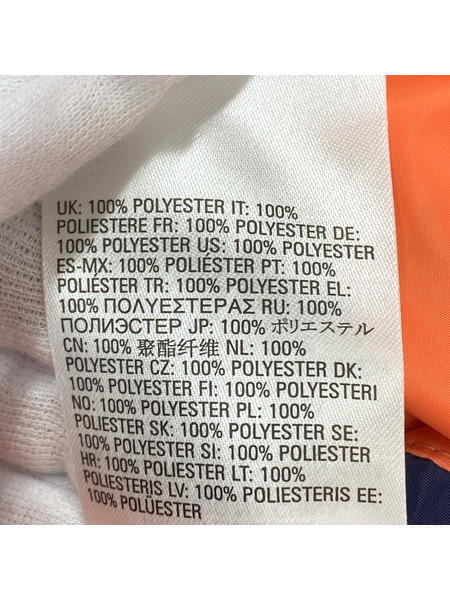 UK: 100% POLYESTER IT: 100%
POLIESTERE FR: 100% POLYESTER DE:
100% POLYESTER US: 100% POLYESTER
ES-MX: 100% POLIÉSTER PT: 100%
POLIÉSTER TR: 100% POLYESTER EL:
100% ΠΟΛΥΕΣΤΕΡΑΣ RU: 100%
ПОЛИЭСТЕР JP: 100% ポリエステル
CN: 100% 聚酯纤维 NL: 100%
POLYESTER CZ: 100% POLYESTER DK:
100% POLYESTER FI: 100% POLYESTERI
NO: 100% POLYESTER PL: 100%
POLIESTER SK: 100% POLYESTER SE:
100% POLYESTER SI: 100% POLIESTER
HR: 100% POLIESTER LT: 100%
POLIESTERIS LV: 100% POLIESTERIS EE:
100% POLÜESTER